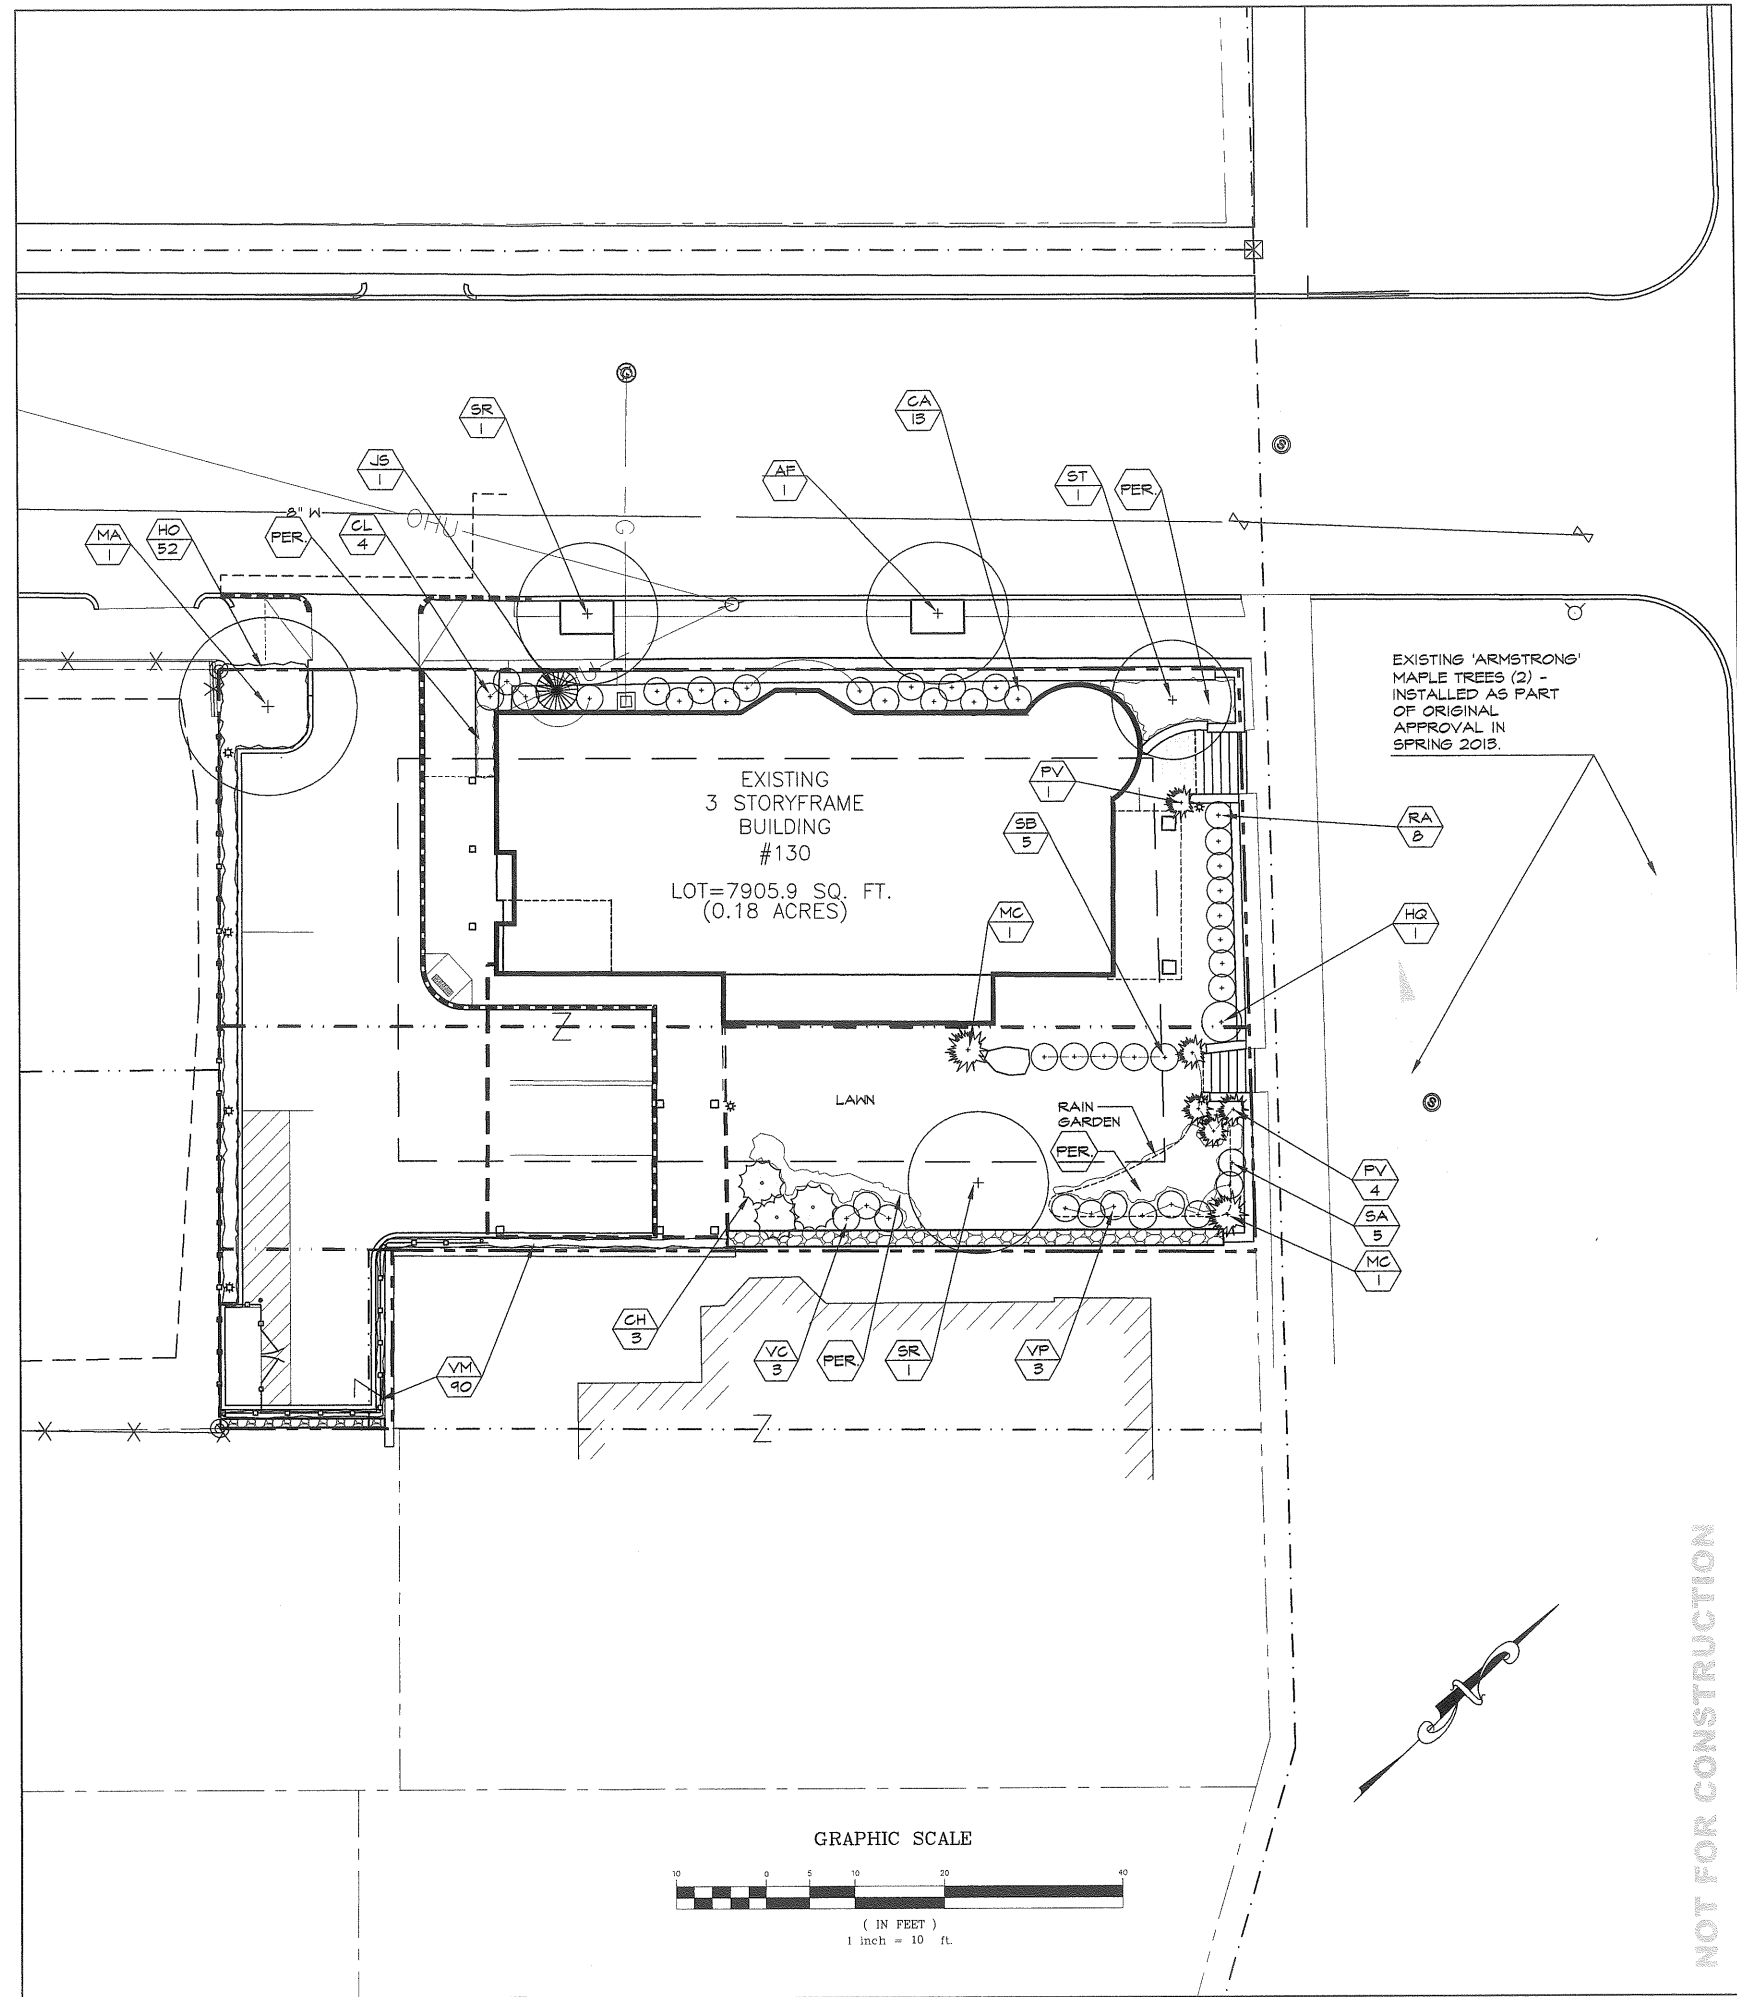 SR
1
CA
13
JS
1
AF
1
ST
1
PER.
8" W
OHU
G
MA
1
HO
52
PER.
CL
4
S
EXISTING 'ARMSTRONG'
MAPLE TREES (2) -
INSTALLED AS PART
OF ORIGINAL
APPROVAL IN
SPRING 2013.
EXISTING
3 STORYFRAME
BUILDING
#130
LOT=7905.9 SQ. FT.
(0.18 ACRES)
PV
1
SB
5
RA
8
MC
1
HQ
1
Z
LAWN
RAIN
GARDEN
PER.
S
PV
4
SA
5
MC
1
CH
3
VC
3
PER.
SR
1
VP
3
VM
90
Z
GRAPHIC SCALE
10 0 5 10 20 40
( IN FEET )
1 inch = 10 ft.
NOT FOR CONSTRUCTION